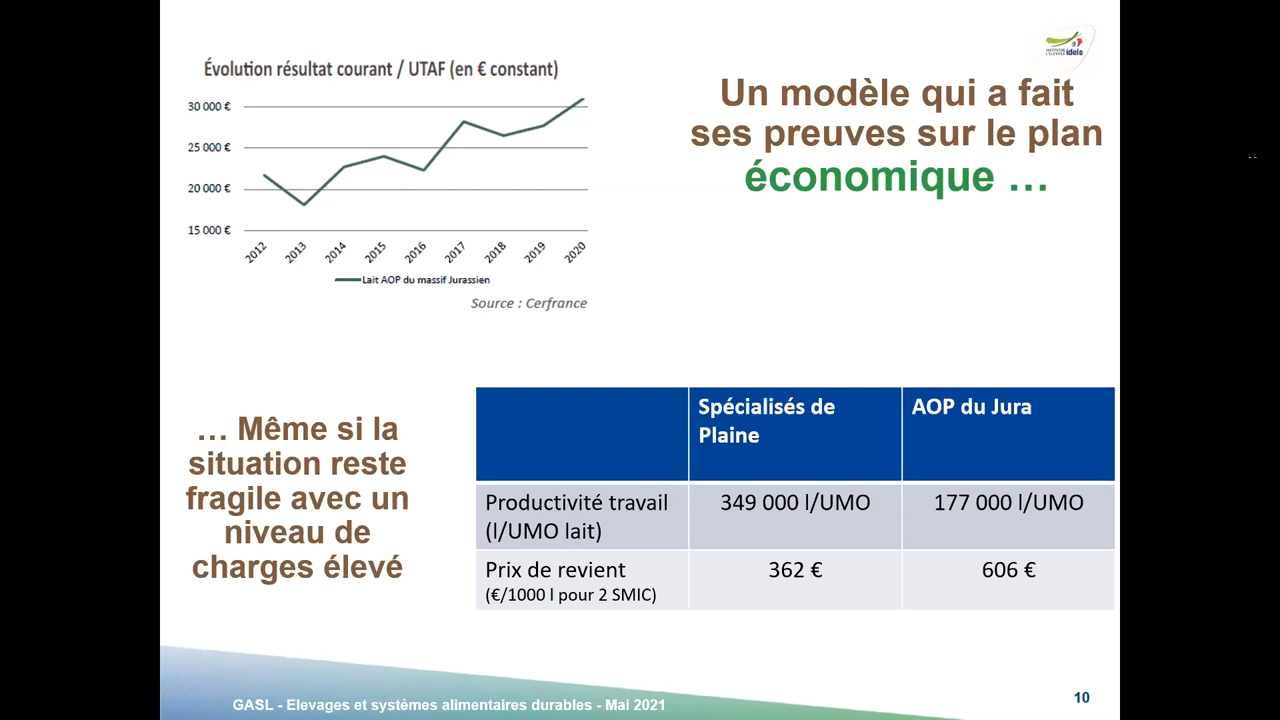 Évolution résultat courant / UTAF (en € constant)
30 000 €
25 000 €
20 000 €
15 000 €
2012
2013
2014
2015
2016
2017
2018
2019
2020
Lait AOP du massif Jurassien
Source : Cerfrance
idele
Un modèle qui a fait
ses preuves sur le plan
économique …
… Même si la
situation reste
fragile avec un
niveau de
charges élevé
Spécialisés de
Plaine
AOP du Jura
Productivité travail
(l/UMO lait)
349 000 l/UMO
177 000 l/UMO
Prix de revient
(€/1000 l pour 2 SMIC)
362 €
606 €
GASL - Elevages et systèmes alimentaires durables - Mai 2021
10